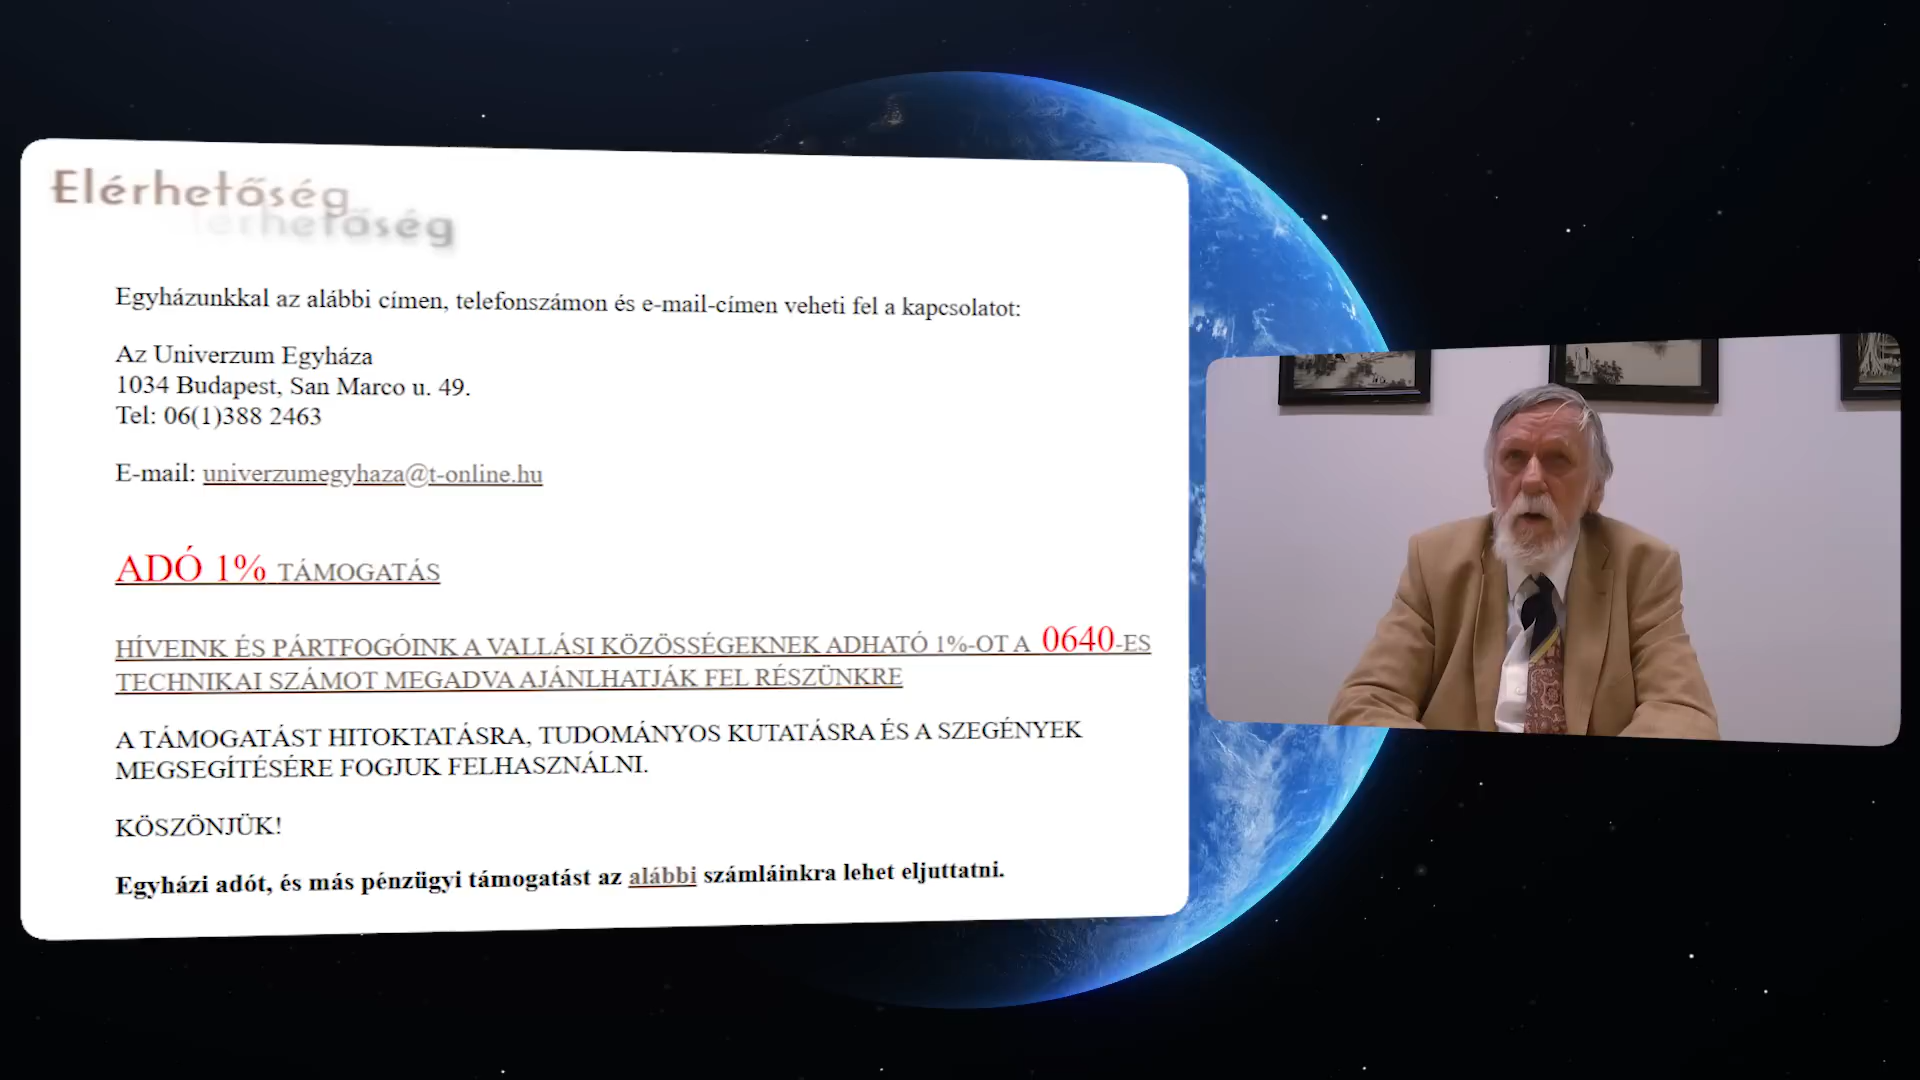 Elérhetőség
Egyházunkkal az alábbi címen, telefonszámon és e-mail-címen veheti fel a kapcsolatot:
Az Univerzum Egyháza
1034 Budapest, San Marco u. 49.
Tel: 06(1)388 2463
E-mail: univerzumegyhaza@t-online.hu
ADÓ 1% TÁMOGATÁS
HÍVEINK ÉS PÁRTFOGÓINK A VALLÁSI KÖZÖSSÉGEKNEK ADHATÓ 1%-OT A 0640-ES
TECHNIKAI SZÁMOT MEGADVA AJÁNLHATJÁK FEL RÉSZÜNKRE
A TÁMOGATÁST HITOKTATÁSRA, TUDOMÁNYOS KUTATÁSRA ÉS A SZEGÉNYEK
MEGSEGÍTÉSÉRE FOGJUK FELHASZNÁLNI.
KÖSZÖNJÜK!
Egyházi adót, és más pénzügyi támogatást az alábbi számláinkra lehet eljuttatni.